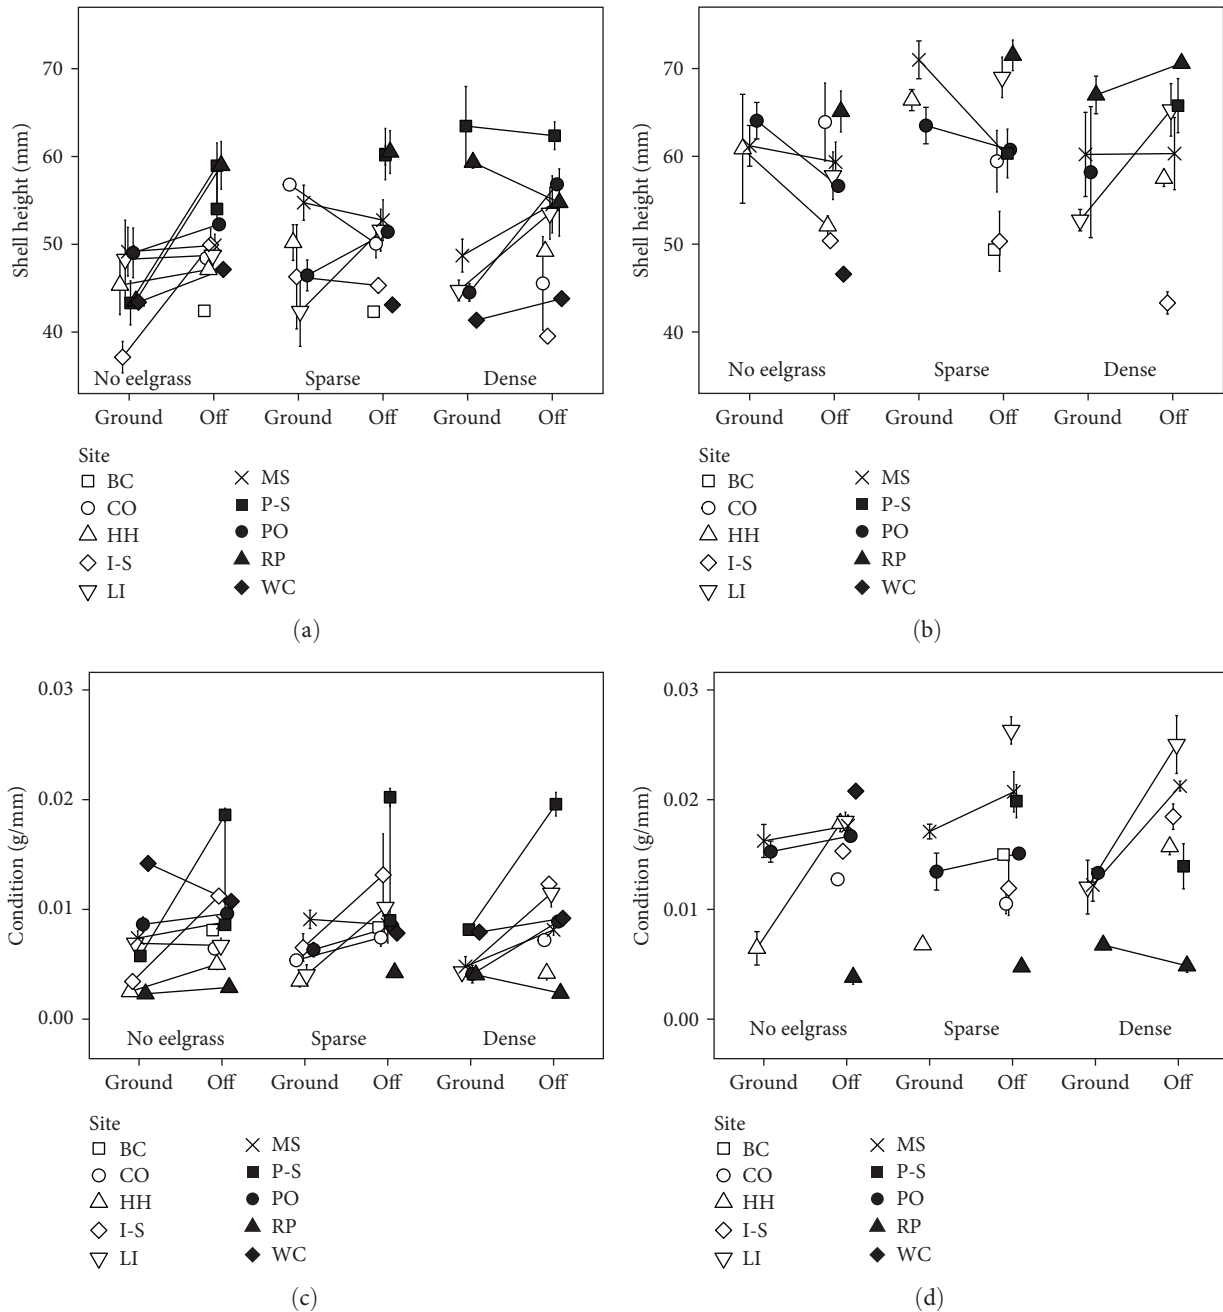 70
60
50
40
Shell height (mm)
No eelgrass Sparse Dense
Ground Off Ground Off Ground Off
Site
BC
CO
HH
I-S
LI
MS
P-S
PO
RP
WC
(a)
70
60
50
40
Shell height (mm)
No eelgrass Sparse Dense
Ground Off Ground Off Ground Off
Site
BC
CO
HH
I-S
LI
MS
P-S
PO
RP
WC
(b)
0.03
0.02
0.01
0.00
Condition (g/mm)
No eelgrass Sparse Dense
Ground Off Ground Off Ground Off
Site
BC
CO
HH
I-S
LI
MS
P-S
PO
RP
WC
(c)
0.03
0.02
0.01
0.00
Condition (g/mm)
No eelgrass Sparse Dense
Ground Off Ground Off Ground Off
Site
BC
CO
HH
I-S
LI
MS
P-S
PO
RP
WC
(d)